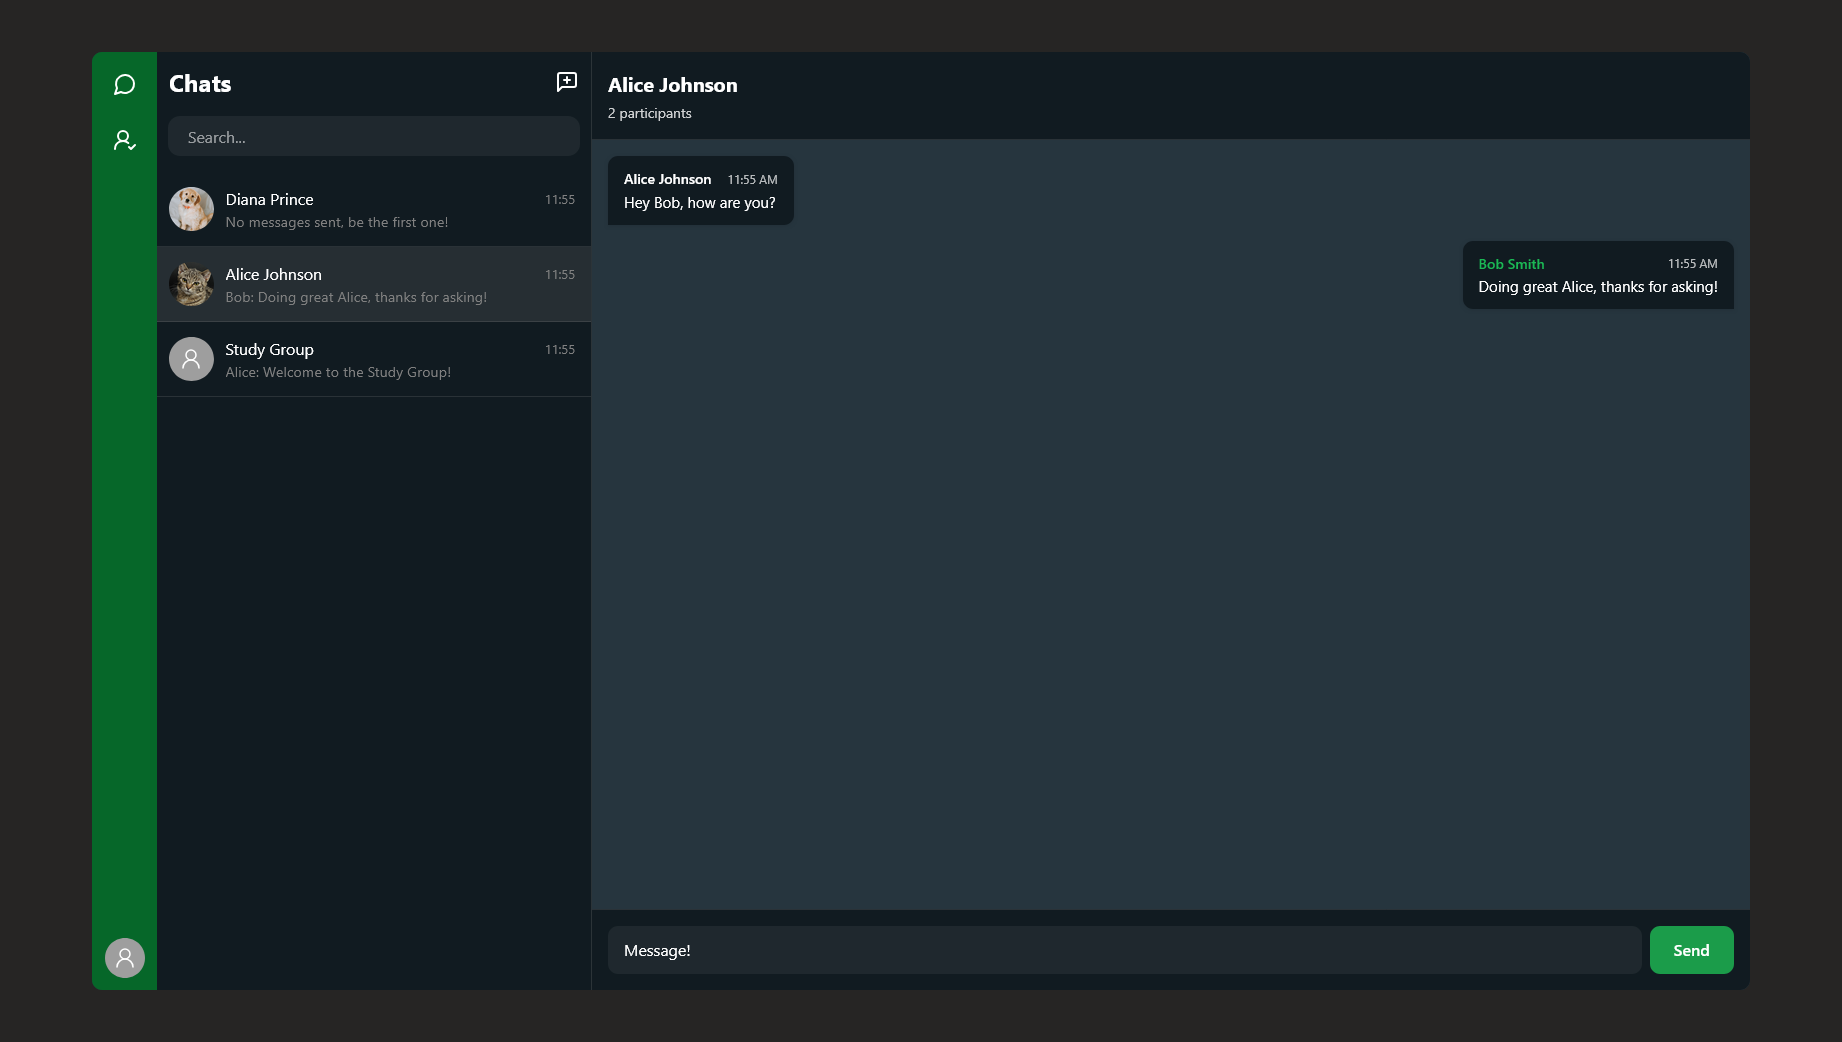 Chats
Search...
Diana Prince 11:55
No messages sent, be the first one!
Alice Johnson 11:55
Bob: Doing great Alice, thanks for asking!
Study Group 11:55
Alice: Welcome to the Study Group!
Alice Johnson
2 participants
Alice Johnson 11:55 AM
Hey Bob, how are you?
Bob Smith 11:55 AM
Doing great Alice, thanks for asking!
Message!
Send